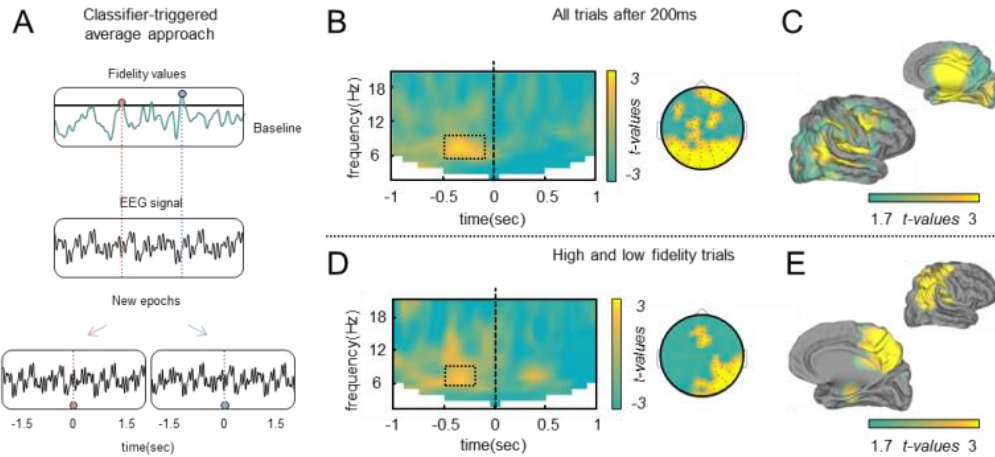 A
Classifier-triggered
average approach
Fidelity values
Baseline
EEG signal
New epochs
-1.5 0 1.5 -1.5 0 1.5
time(sec)
B
All trials after 200ms
frequency(Hz)
18
12
6
-1 -0.5 0 0.5 1
time(sec)
3
t-values
-3
C
1.7 t-values 3
D
High and low fidelity trials
frequency(Hz)
18
12
6
-1 -0.5 0 0.5 1
time(sec)
3
t-values
-3
E
1.7 t-values 3